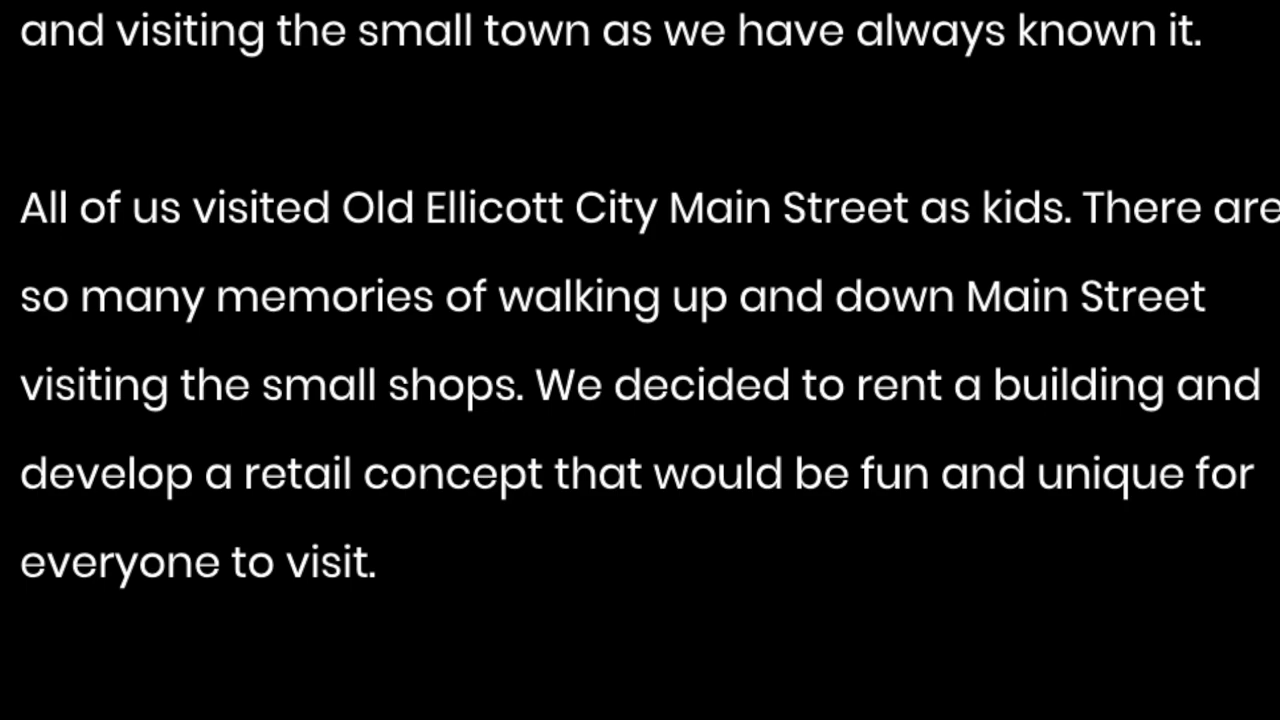 and visiting the small town as we have always known it.
All of us visited Old Ellicott City Main Street as kids. There are
so many memories of walking up and down Main Street
visiting the small shops. We decided to rent a building and
develop a retail concept that would be fun and unique for
everyone to visit.